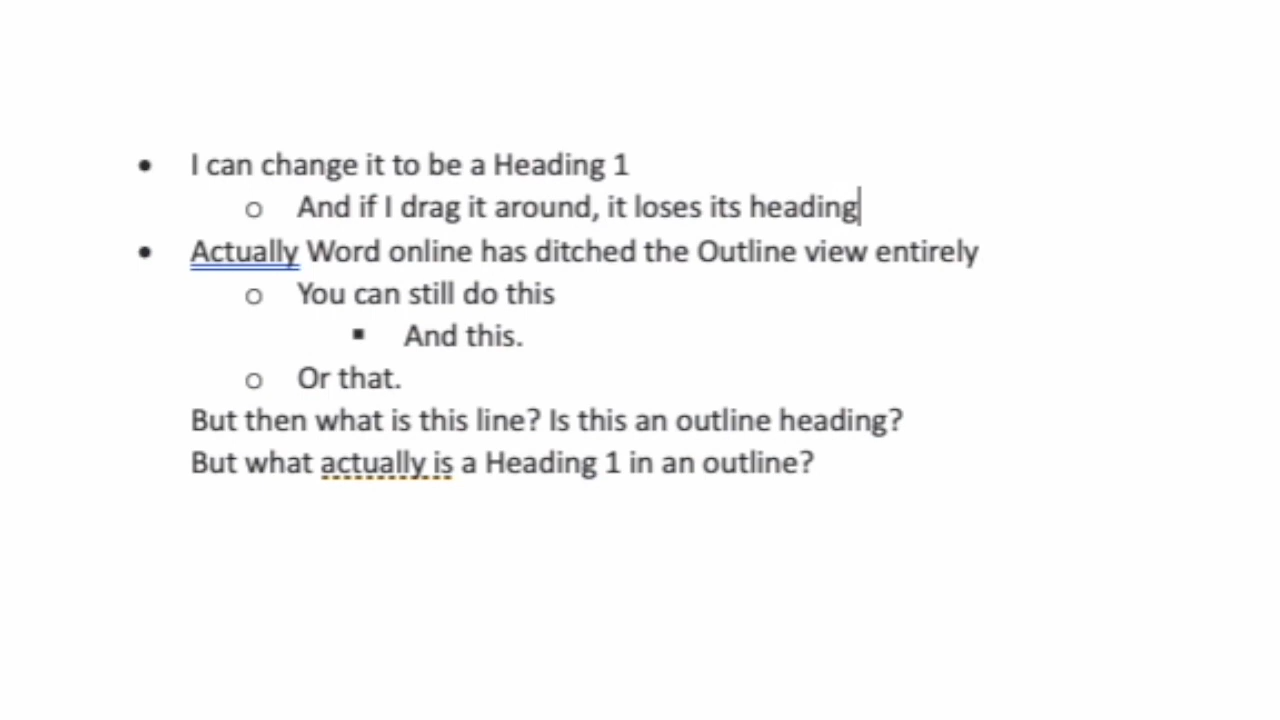 • I can change it to be a Heading 1
o And if I drag it around, it loses its heading
• Actually Word online has ditched the Outline view entirely
o You can still do this
▪ And this.
o Or that.
But then what is this line? Is this an outline heading?
But what actually is a Heading 1 in an outline?